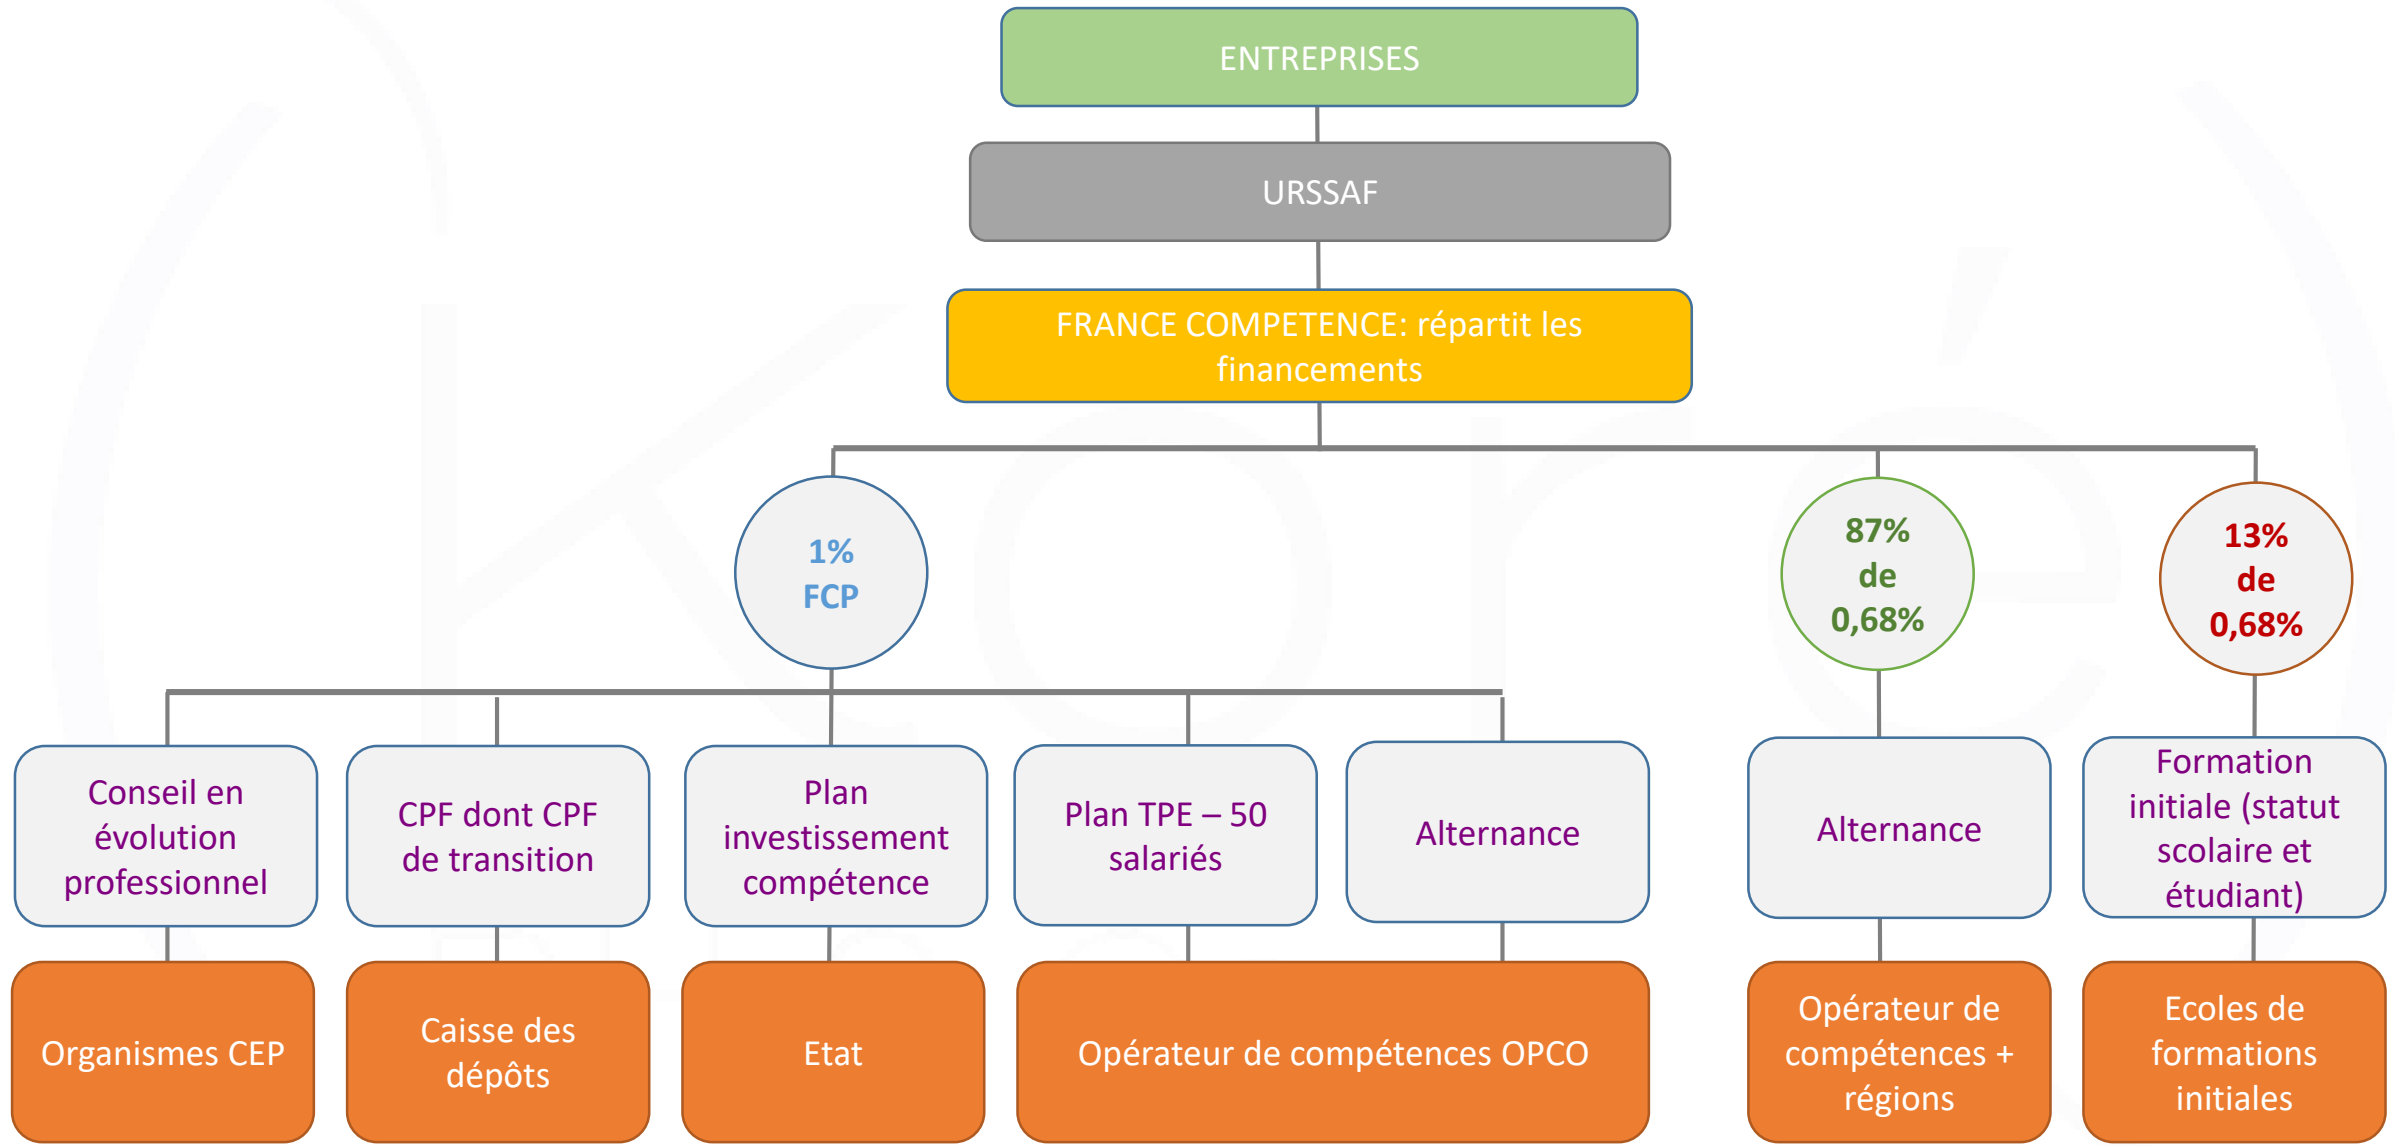 ENTREPRISES
URSSAF
FRANCE COMPETENCE: répartit les
financements
1%
FCP
87%
de
0,68%
13%
de
0,68%
Conseil en
évolution
professionnel
CPF dont CPF
de transition
Plan
investissement
compétence
Plan TPE – 50
salariés
Alternance
Alternance
Formation
initiale (statut
scolaire et
étudiant)
Organismes CEP
Caisse des
dépôts
Etat
Opérateur de compétences OPCO
Opérateur de
compétences +
régions
Ecoles de
formations
initiales
(Koré)